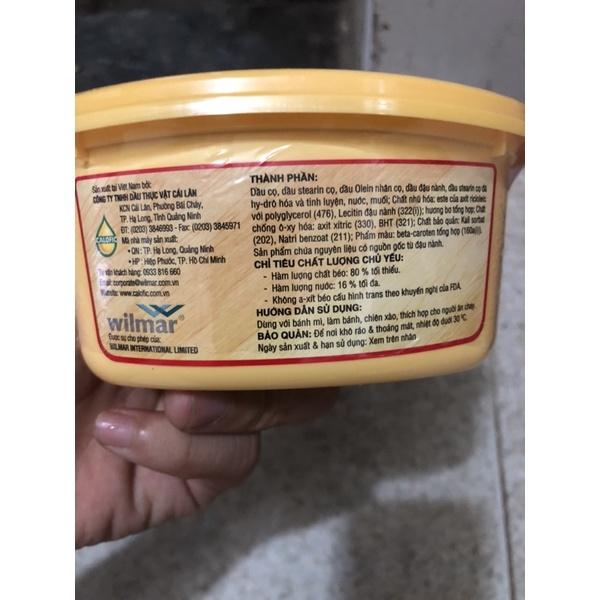 Sản xuất tại Việt Nam bởi:
CÔNG TY TNHH DẦU THỰC VẬT CÁI LÂN
KCN Cái Lân, Phường Bãi Cháy,
TP. Hạ Long, Tỉnh Quảng Ninh
ĐT: (0203) 3846993 - Fax: (0203) 3845971
Mã nhà máy sản xuất:
• QN : TP. Hạ Long, Quảng Ninh
• HP : Hiệp Phước, TP. Hồ Chí Minh
CALOFIC
Tư vấn khách hàng: 0933 816 660
Email: corporate@wilmar.com.vn
Website: www.calofic.com.vn
wilmar®
Được sự cho phép của:
WILMAR INTERNATIONAL LIMITED
THÀNH PHẦN:
Dầu cọ, dầu stearin cọ, dầu Olein nhân cọ, dầu đậu nành, dầu stearin cọ đã
hy-drô hóa và tinh luyện, nước, muối; Chất nhũ hóa: este của axit ricioleic
với polyglycerol (476), Lecitin đậu nành (322(i)); hương bơ tổng hợp; Chất
chống ô-xy hóa: axit xitric (330), BHT (321); Chất bảo quản: Kali sorbat
(202), Natri benzoat (211); Phẩm màu: beta-caroten tổng hợp (160a(i)).
Sản phẩm chứa nguyên liệu có nguồn gốc từ đậu nành.
CHỈ TIÊU CHẤT LƯỢNG CHỦ YẾU:
- Hàm lượng chất béo: 80 % tối thiểu.
- Hàm lượng nước: 16 % tối đa.
- Không a-xít béo cấu hình trans theo khuyến nghị của FDA.
HƯỚNG DẪN SỬ DỤNG:
Dùng với bánh mì, làm bánh, chiên xào, thích hợp cho người ăn chay.
BẢO QUẢN: Để nơi khô ráo & thoáng mát, nhiệt độ dưới 30 °C.
Ngày sản xuất & hạn sử dụng: Xem trên nhãn